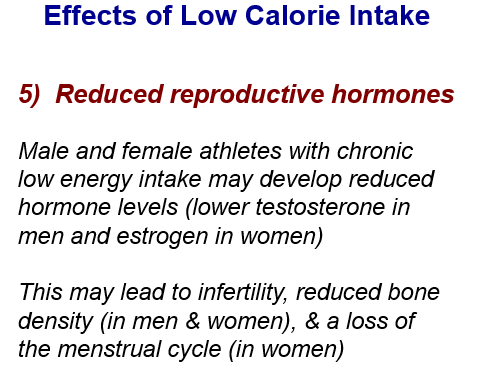 Effects of Low Calorie Intake
5) Reduced reproductive hormones
Male and female athletes with chronic
low energy intake may develop reduced
hormone levels (lower testosterone in
men and estrogen in women)
This may lead to infertility, reduced bone
density (in men & women), & a loss of
the menstrual cycle (in women)